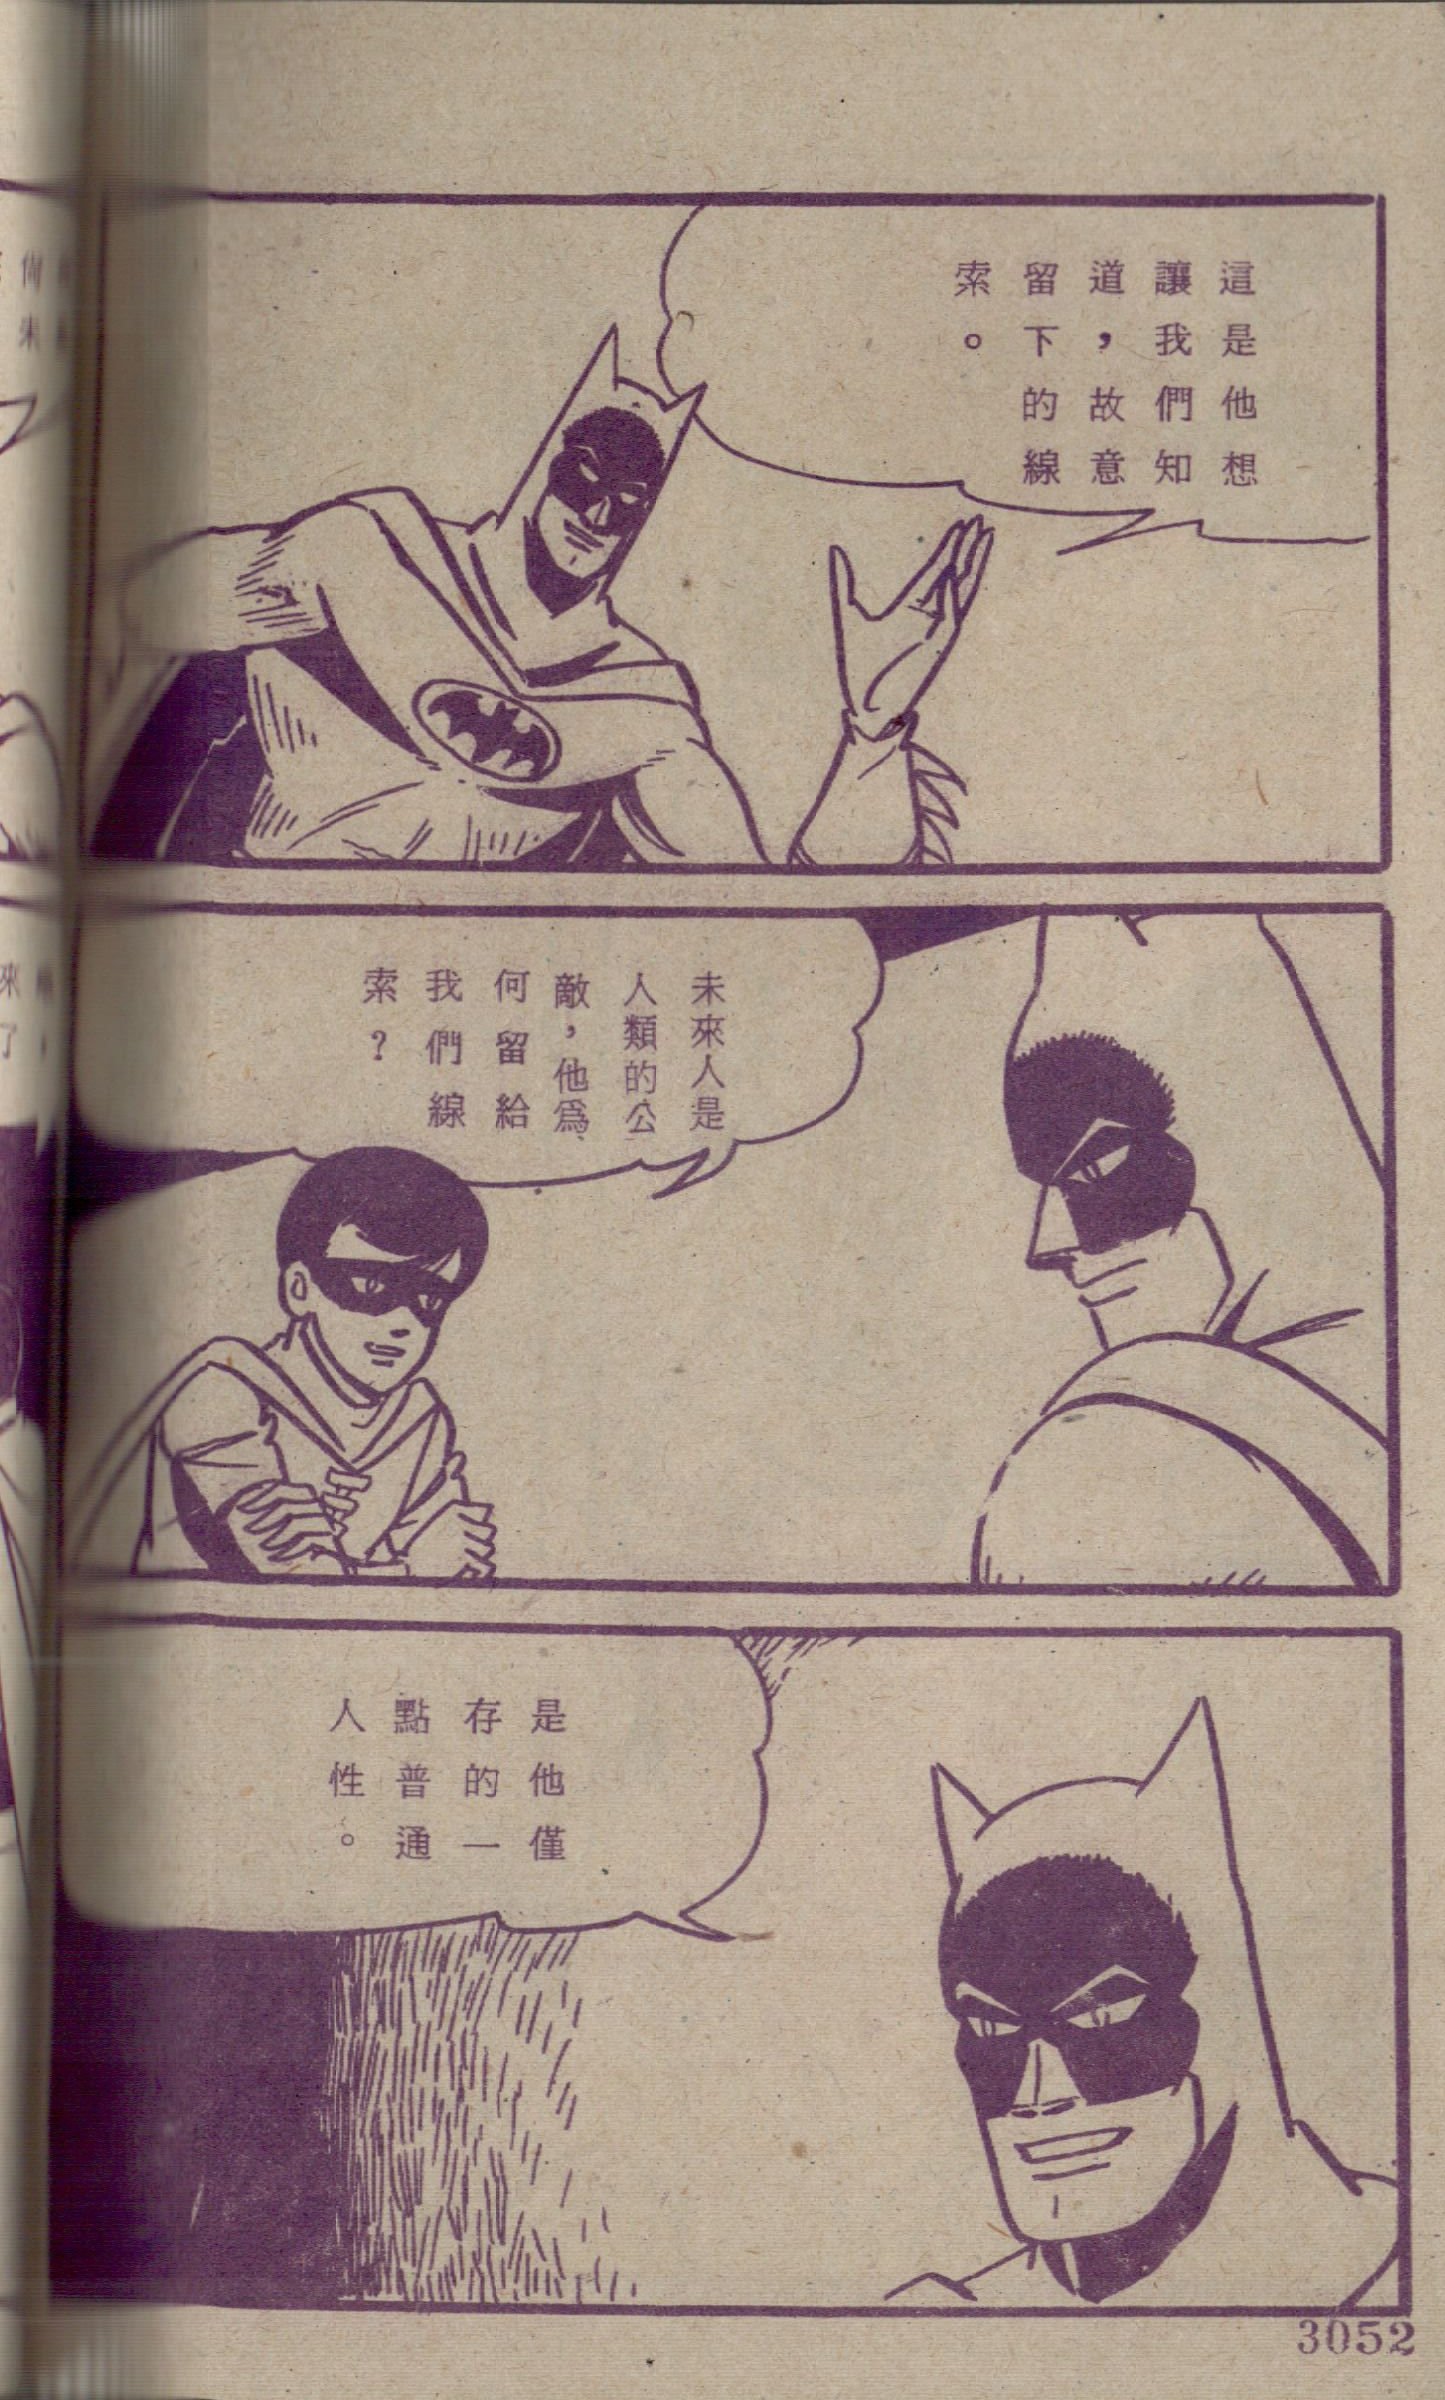 這是他想
讓我們知
道，故意
留下的線
索。
未來人是
人類的公
敵，他爲
何留給
我們線
索？
是他僅
存的一
點普通
人性。
3052